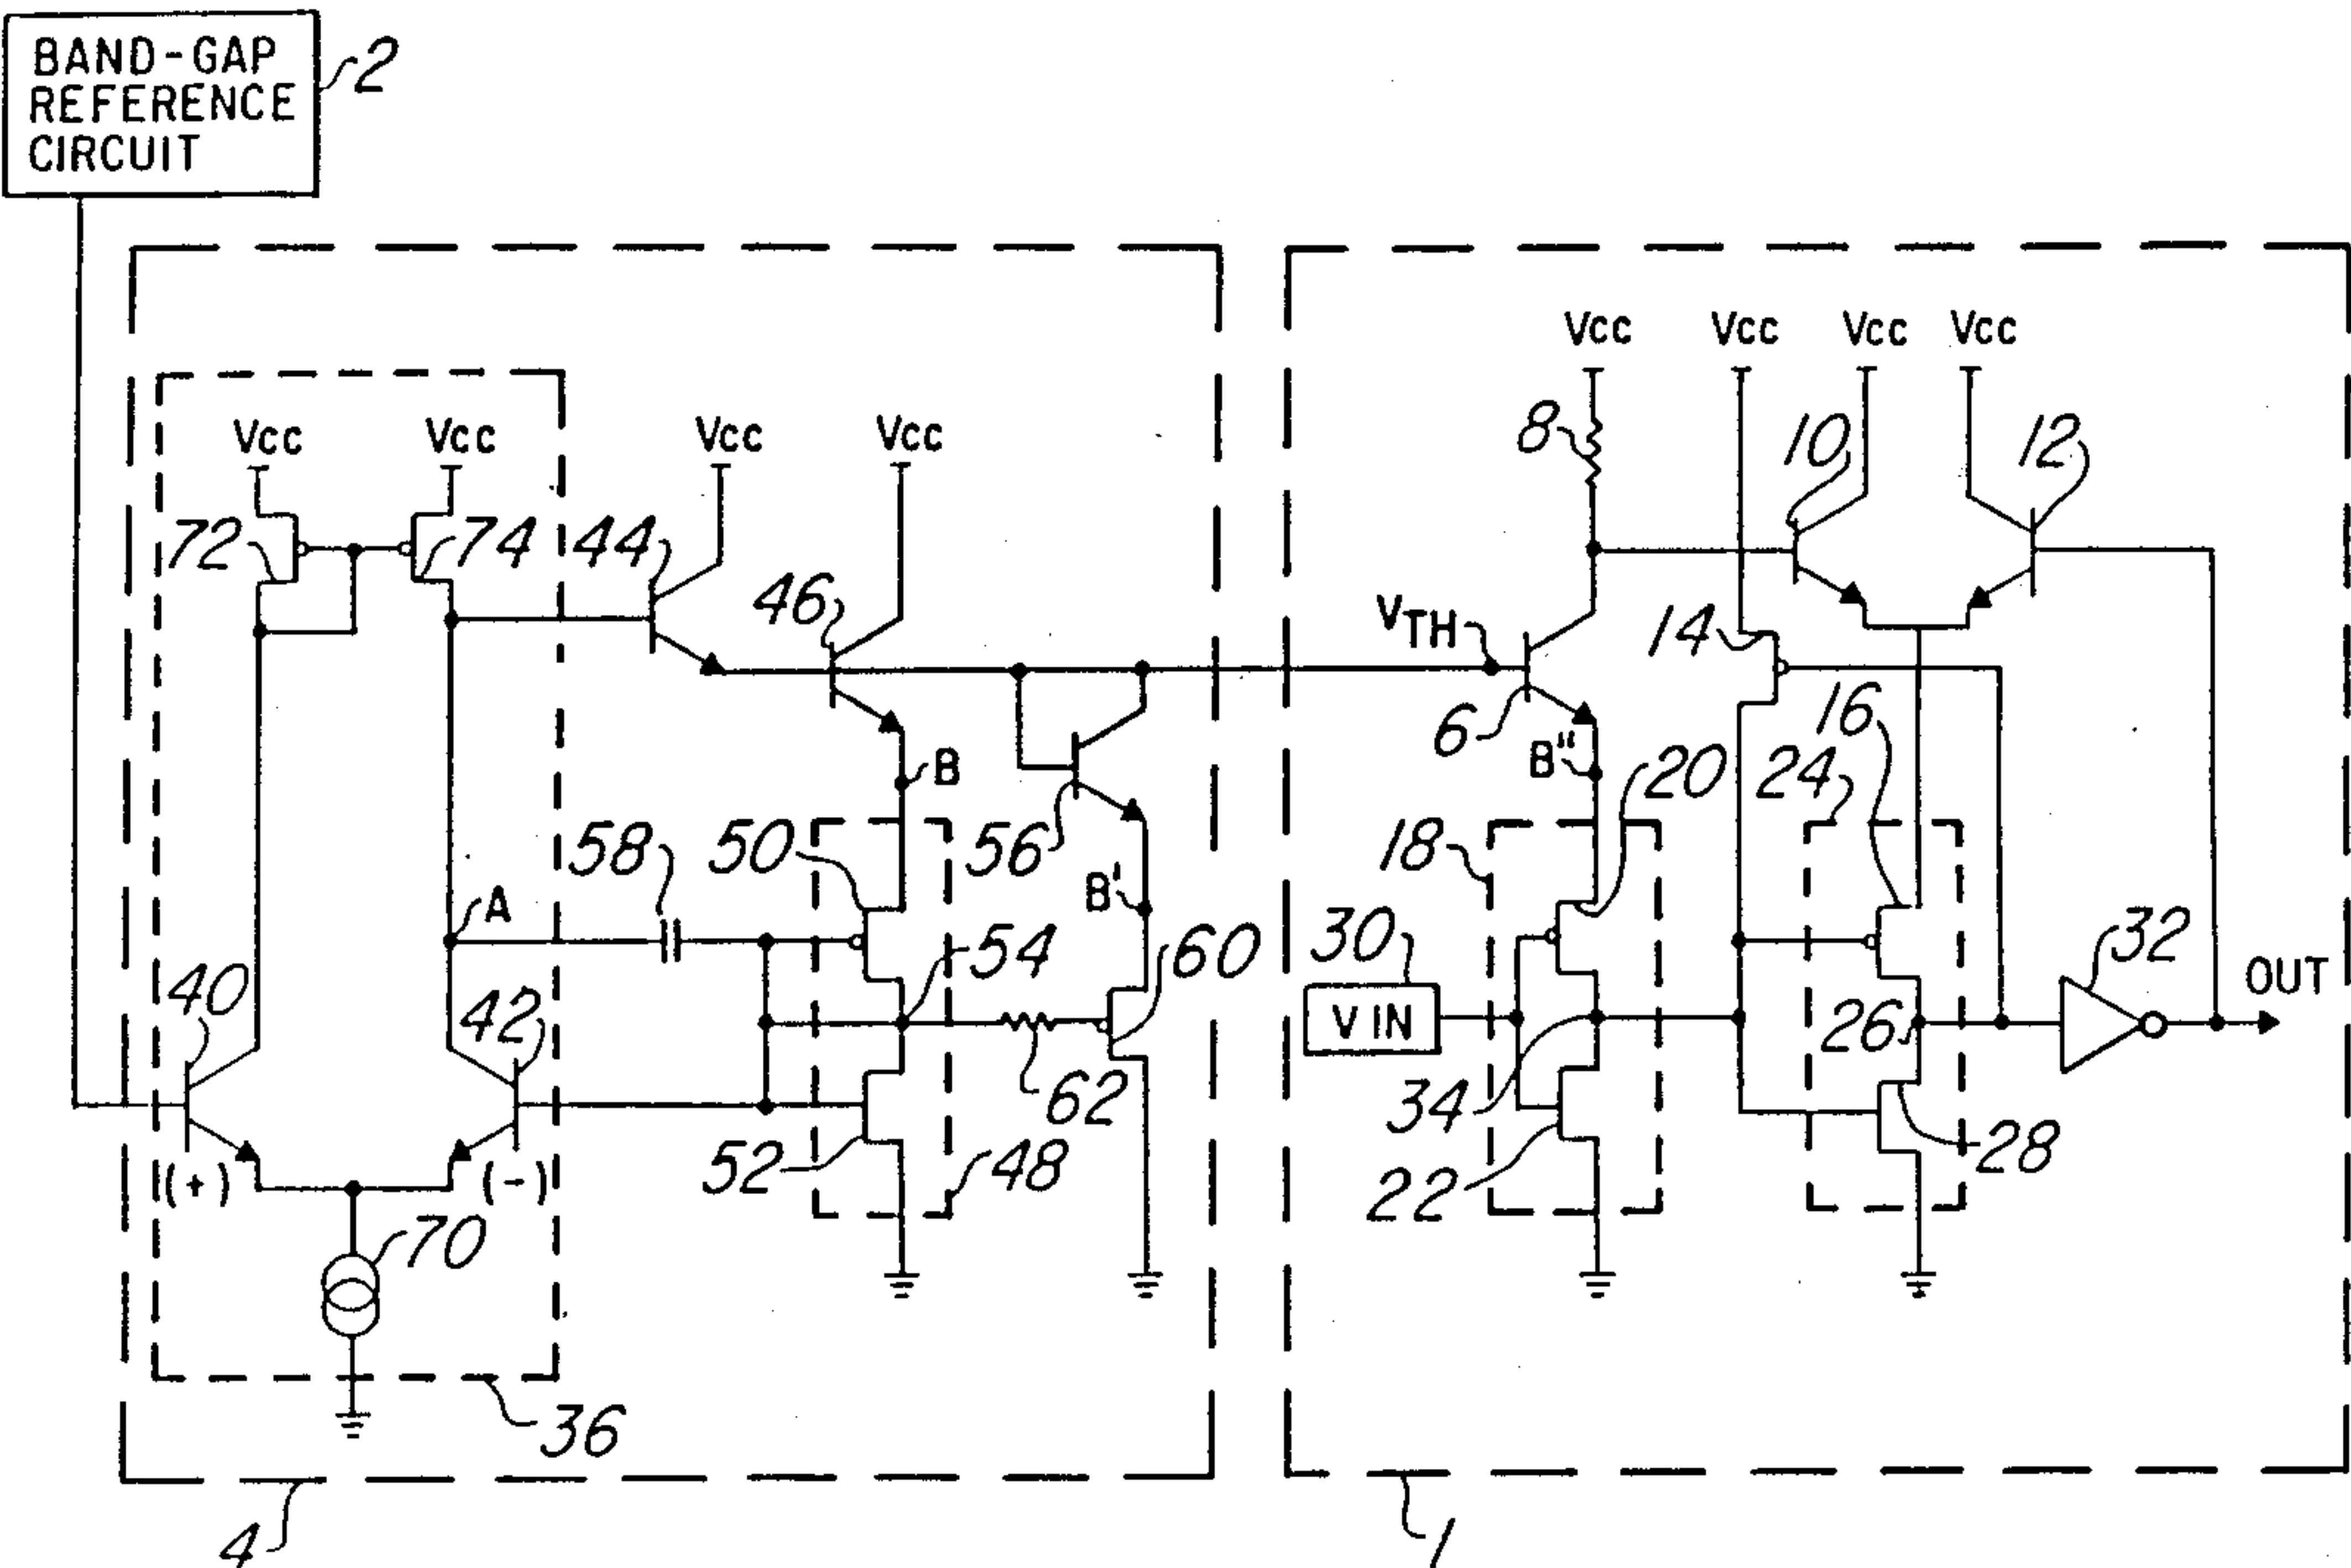 BAND-GAP
REFERENCE
CIRCUIT
2
Vcc Vcc Vcc Vcc
8 10 12
Vcc Vcc Vcc Vcc
72 74 44 46
VTH
14
6
B"
16
20 24
B
58 50 56
B'
18
A
54 60
30
V IN
32
OUT
26
40 42
62
34
52 48
22
28
(+) (-)
70
36
4
1